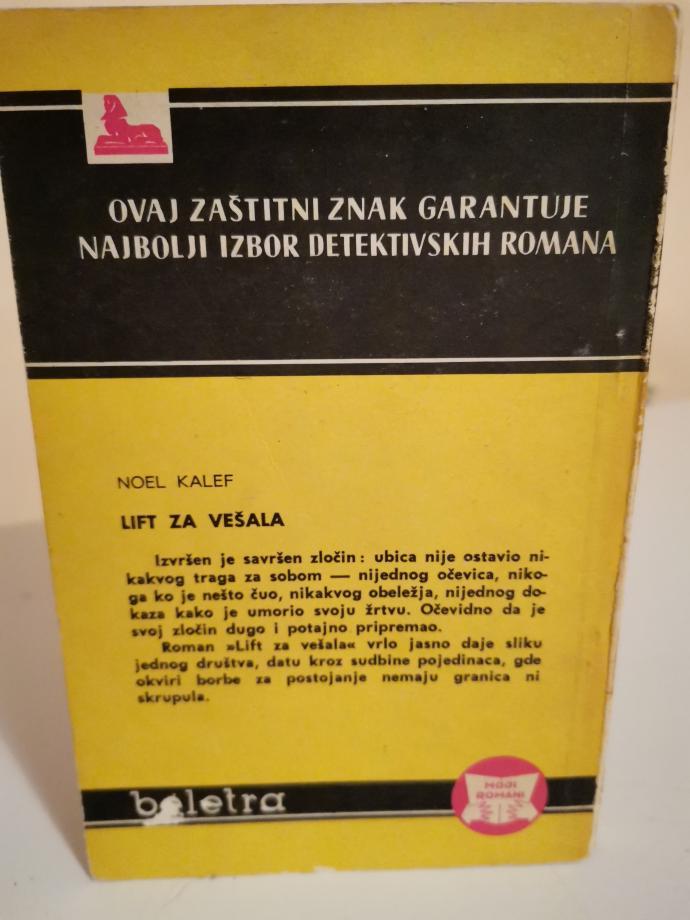 OVAJ ZAŠTITNI ZNAK GARANTUJE
NAJBOLJI IZBOR DETEKTIVSKIH ROMANA
NOEL KALEF
LIFT ZA VEŠALA
Izvršen je savršen zločin : ubica nije ostavio ni-
kakvog traga za sobom — nijednog očevica, niko-
ga ko je nešto čuo, nikakvog obeležja, nijednog do-
kaza kako je umorio svoju žrtvu. Očevidno da je
svoj zločin dugo i potajno pripremao.
Roman »Lift za vešala« vrlo jasno daje sliku
jednog društva, datu kroz sudbine pojedinaca, gde
okviri borbe za postojanje nemaju granica ni
skrupula.
beletra
MOJI
ROMANI